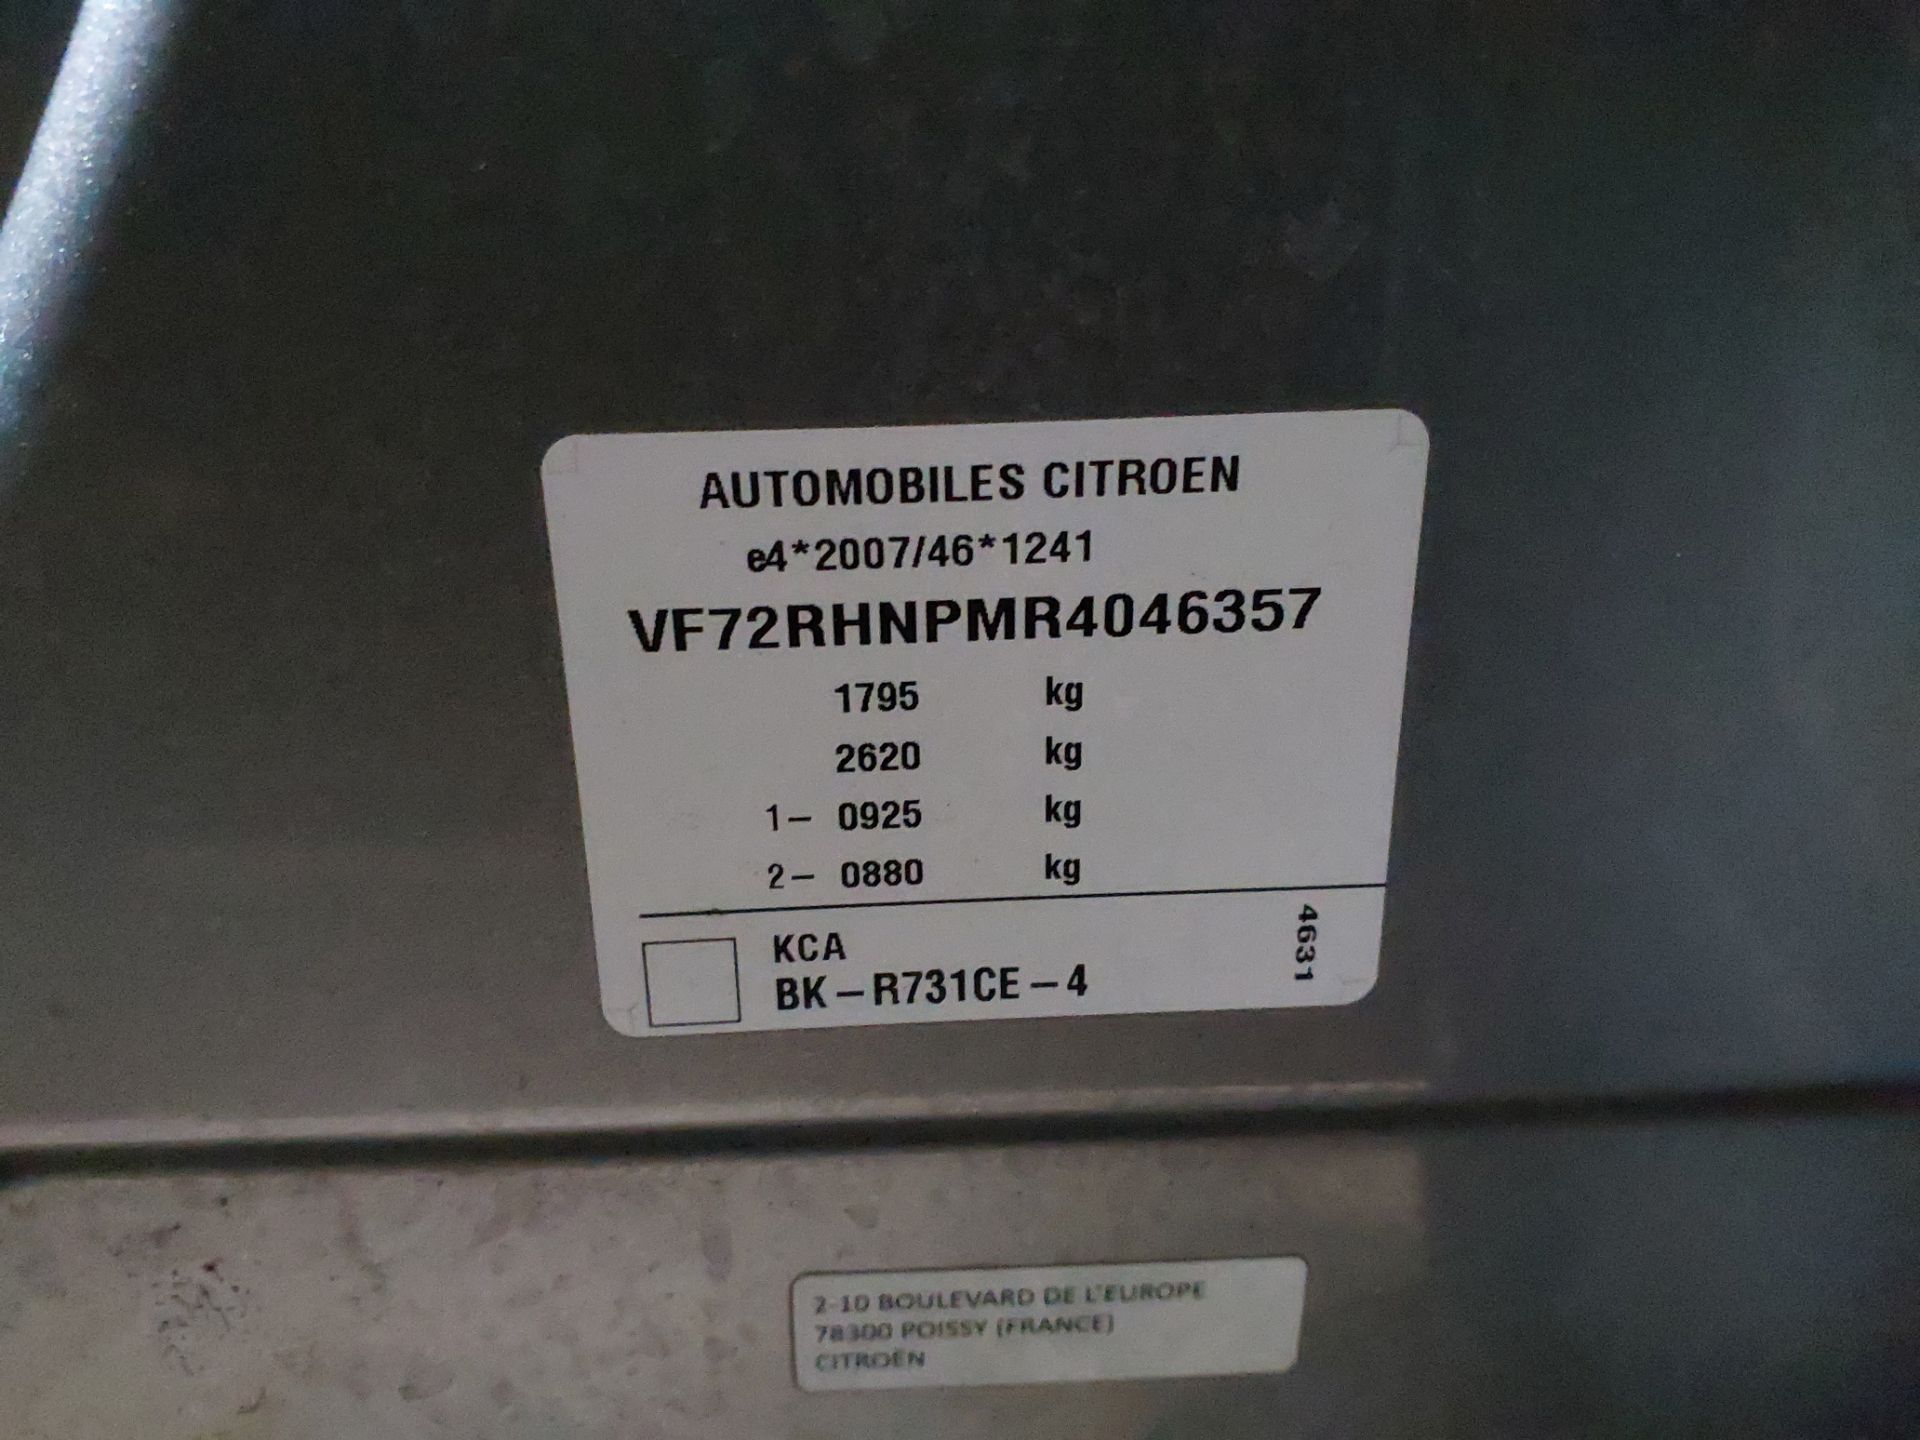 AUTOMOBILES CITROEN
e4*2007/46*1241
VF72RHNPMR4046357
1795 kg
2620 kg
1- 0925 kg
2- 0880 kg
KCA
BK-R731CE-4
4631
2-10 BOULEVARD DE L'EUROPE
78300 POISSY (FRANCE)
CITROËN